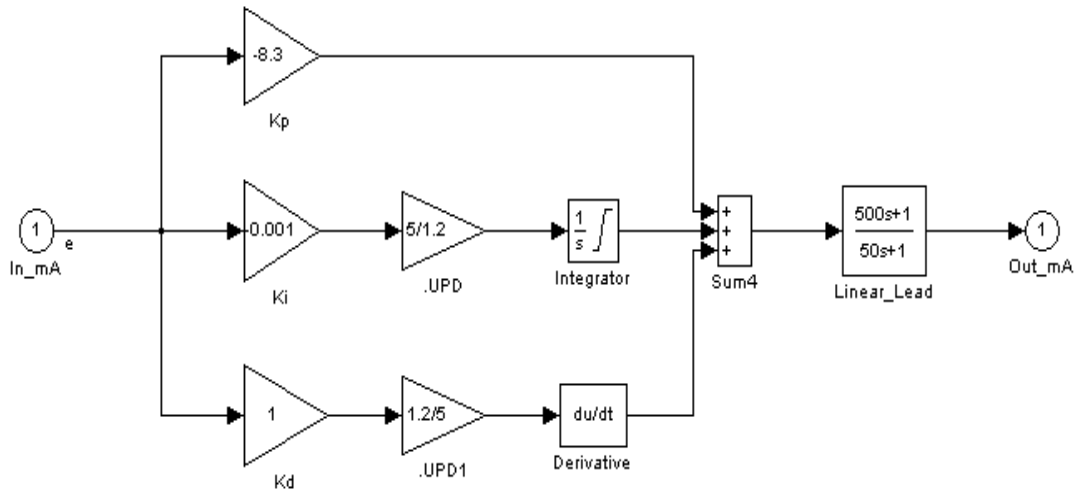 -8.3
Kp
1
In_mA
e
-0.001
Ki
5/1.2
.UPD
1
s
Integrator
+
+
+
Sum4
500s+1
50s+1
Linear_Lead
1
Out_mA
1
Kd
1.2/5
.UPD1
du/dt
Derivative